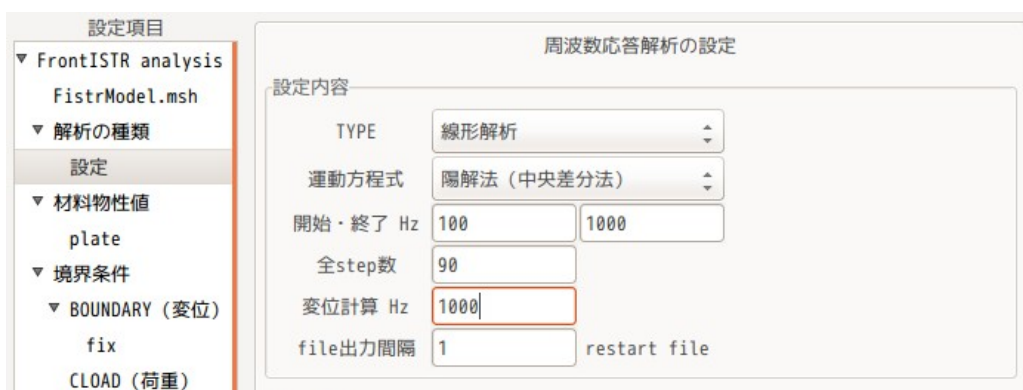 設定項目
FrontISTR analysis
FistrModel.msh
解析の種類
設定
材料物性値
plate
境界条件
BOUNDARY (変位)
fix
CLOAD (荷重)
周波数応答解析の設定
設定内容
TYPE 線形解析
運動方程式 陽解法 (中央差分法)
開始・終了 Hz 100 1000
全step数 90
変位計算 Hz 1000
file出力間隔 1 restart file